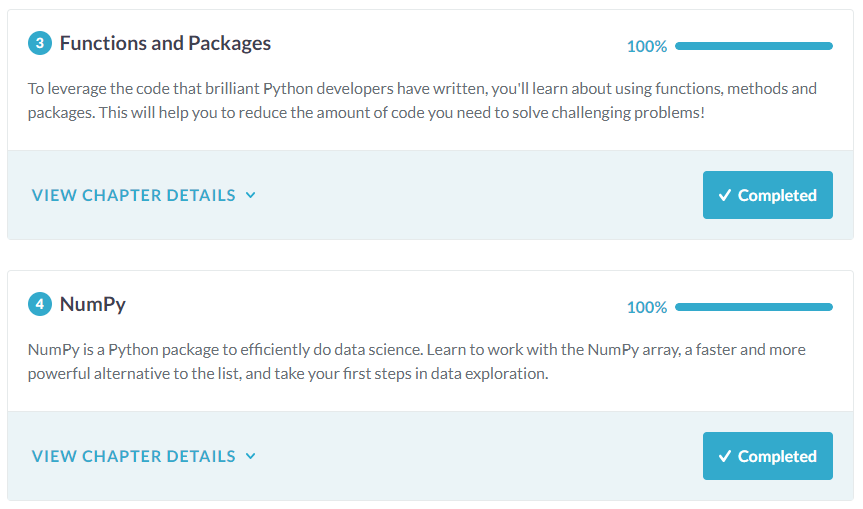 3 Functions and Packages
100%
To leverage the code that brilliant Python developers have written, you'll learn about using functions, methods and
packages. This will help you to reduce the amount of code you need to solve challenging problems!
VIEW CHAPTER DETAILS
Completed
4 NumPy
100%
NumPy is a Python package to efficiently do data science. Learn to work with the NumPy array, a faster and more
powerful alternative to the list, and take your first steps in data exploration.
VIEW CHAPTER DETAILS
Completed